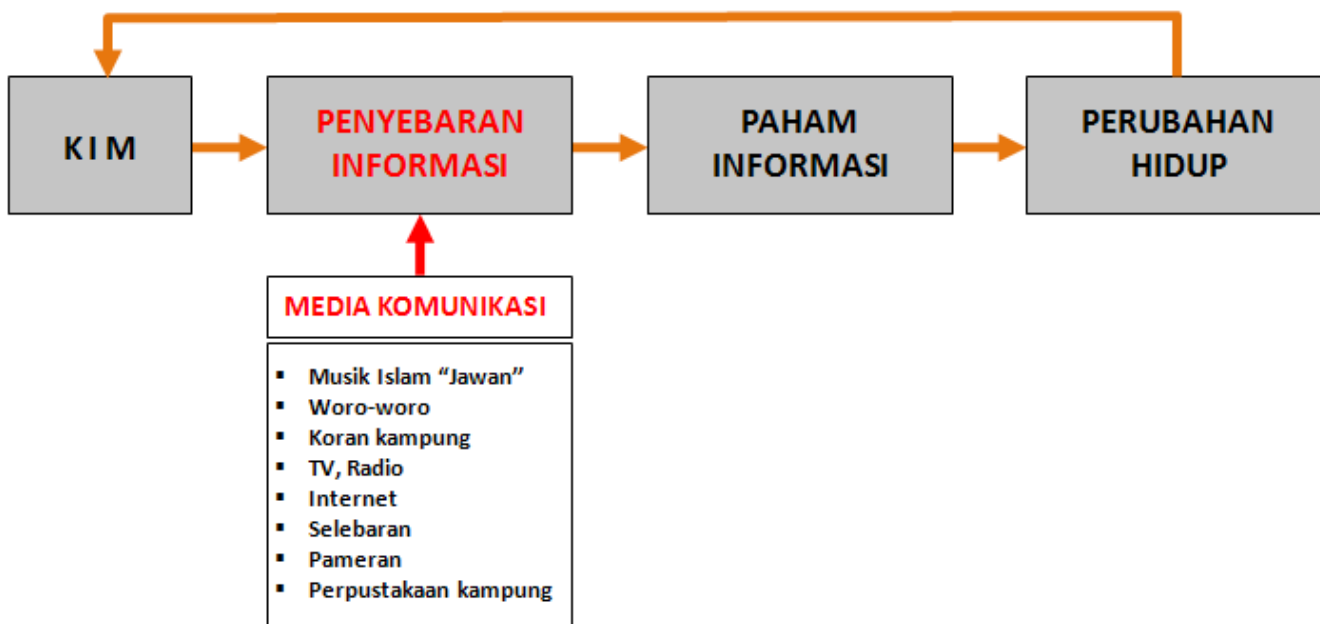 K I M
PENYEBARAN
INFORMASI
PAHAM
INFORMASI
PERUBAHAN
HIDUP
MEDIA KOMUNIKASI
▪ Musik Islam “Jawan”
▪ Woro-woro
▪ Koran kampung
▪ TV, Radio
▪ Internet
▪ Selebaran
▪ Pameran
▪ Perpustakaan kampung